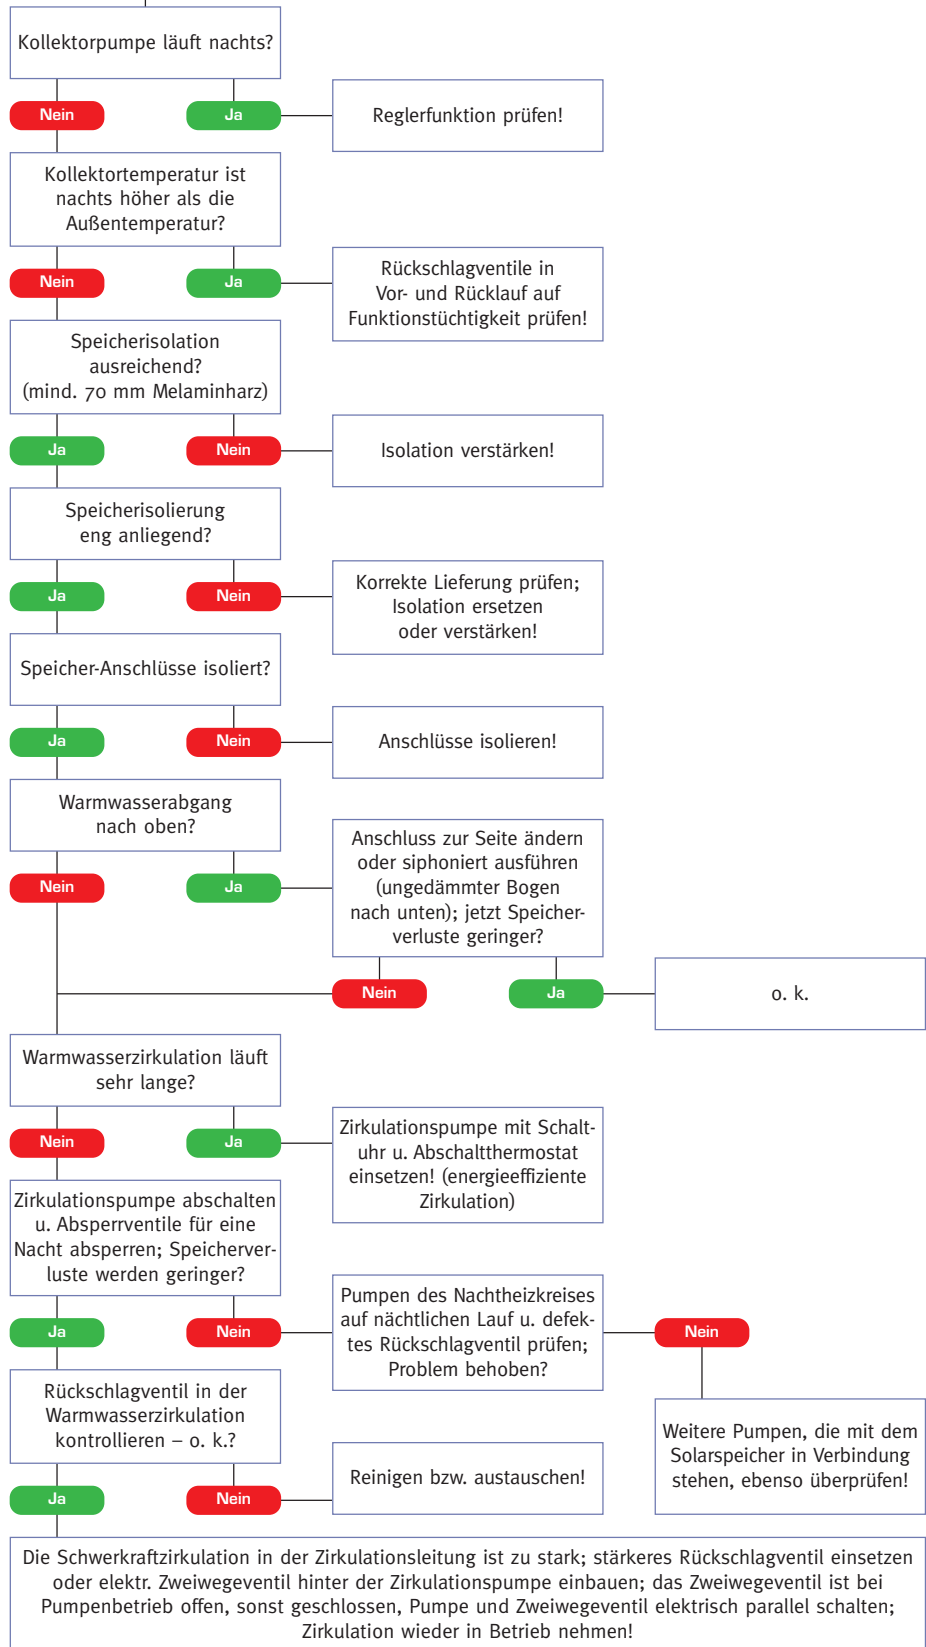 Kollektorpumpe läuft nachts?
Nein
Ja
Reglerfunktion prüfen!
Kollektortemperatur ist
nachts höher als die
Außentemperatur?
Nein
Ja
Rückschlagventile in
Vor- und Rücklauf auf
Funktionstüchtigkeit prüfen!
Speicherisolation
ausreichend?
(mind. 70 mm Melaminharz)
Ja
Nein
Isolation verstärken!
Speicherisolierung
eng anliegend?
Ja
Nein
Korrekte Lieferung prüfen;
Isolation ersetzen
oder verstärken!
Speicher-Anschlüsse isoliert?
Ja
Nein
Anschlüsse isolieren!
Warmwasserabgang
nach oben?
Nein
Ja
Anschluss zur Seite ändern
oder siphoniert ausführen
(ungedämmter Bogen
nach unten); jetzt Speicher-
verluste geringer?
Nein
Ja
o. k.
Warmwasserzirkulation läuft
sehr lange?
Nein
Ja
Zirkulationspumpe mit Schalt-
uhr u. Abschaltthermostat
einsetzen! (energieeffiziente
Zirkulation)
Zirkulationspumpe abschalten
u. Absperrventile für eine
Nacht absperren; Speicherver-
luste werden geringer?
Ja
Nein
Pumpen des Nachtheizkreises
auf nächtlichen Lauf u. defek-
tes Rückschlagventil prüfen;
Problem behoben?
Nein
Weitere Pumpen, die mit dem
Solarspeicher in Verbindung
stehen, ebenso überprüfen!
Rückschlagventil in der
Warmwasserzirkulation
kontrollieren – o. k.?
Ja
Nein
Reinigen bzw. austauschen!
Die Schwerkraftzirkulation in der Zirkulationsleitung ist zu stark; stärkeres Rückschlagventil einsetzen
oder elektr. Zweiwegeventil hinter der Zirkulationspumpe einbauen; das Zweiwegeventil ist bei
Pumpenbetrieb offen, sonst geschlossen, Pumpe und Zweiwegeventil elektrisch parallel schalten;
Zirkulation wieder in Betrieb nehmen!